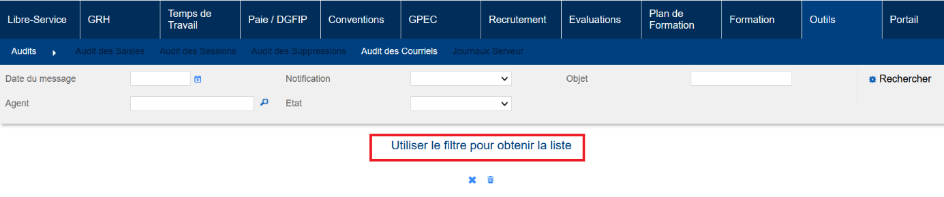 Libre-Service GRH Temps de Travail Paie / DGFIP Conventions GPEC Recrutement Evaluations Plan de Formation Formation Outils Portail
Audits Audit des Saisies Audit des Sessions Audit des Suppressions Audit des Courriels Journaux Serveur
Date du message Notification Objet Rechercher
Agent Etat
Utiliser le filtre pour obtenir la liste